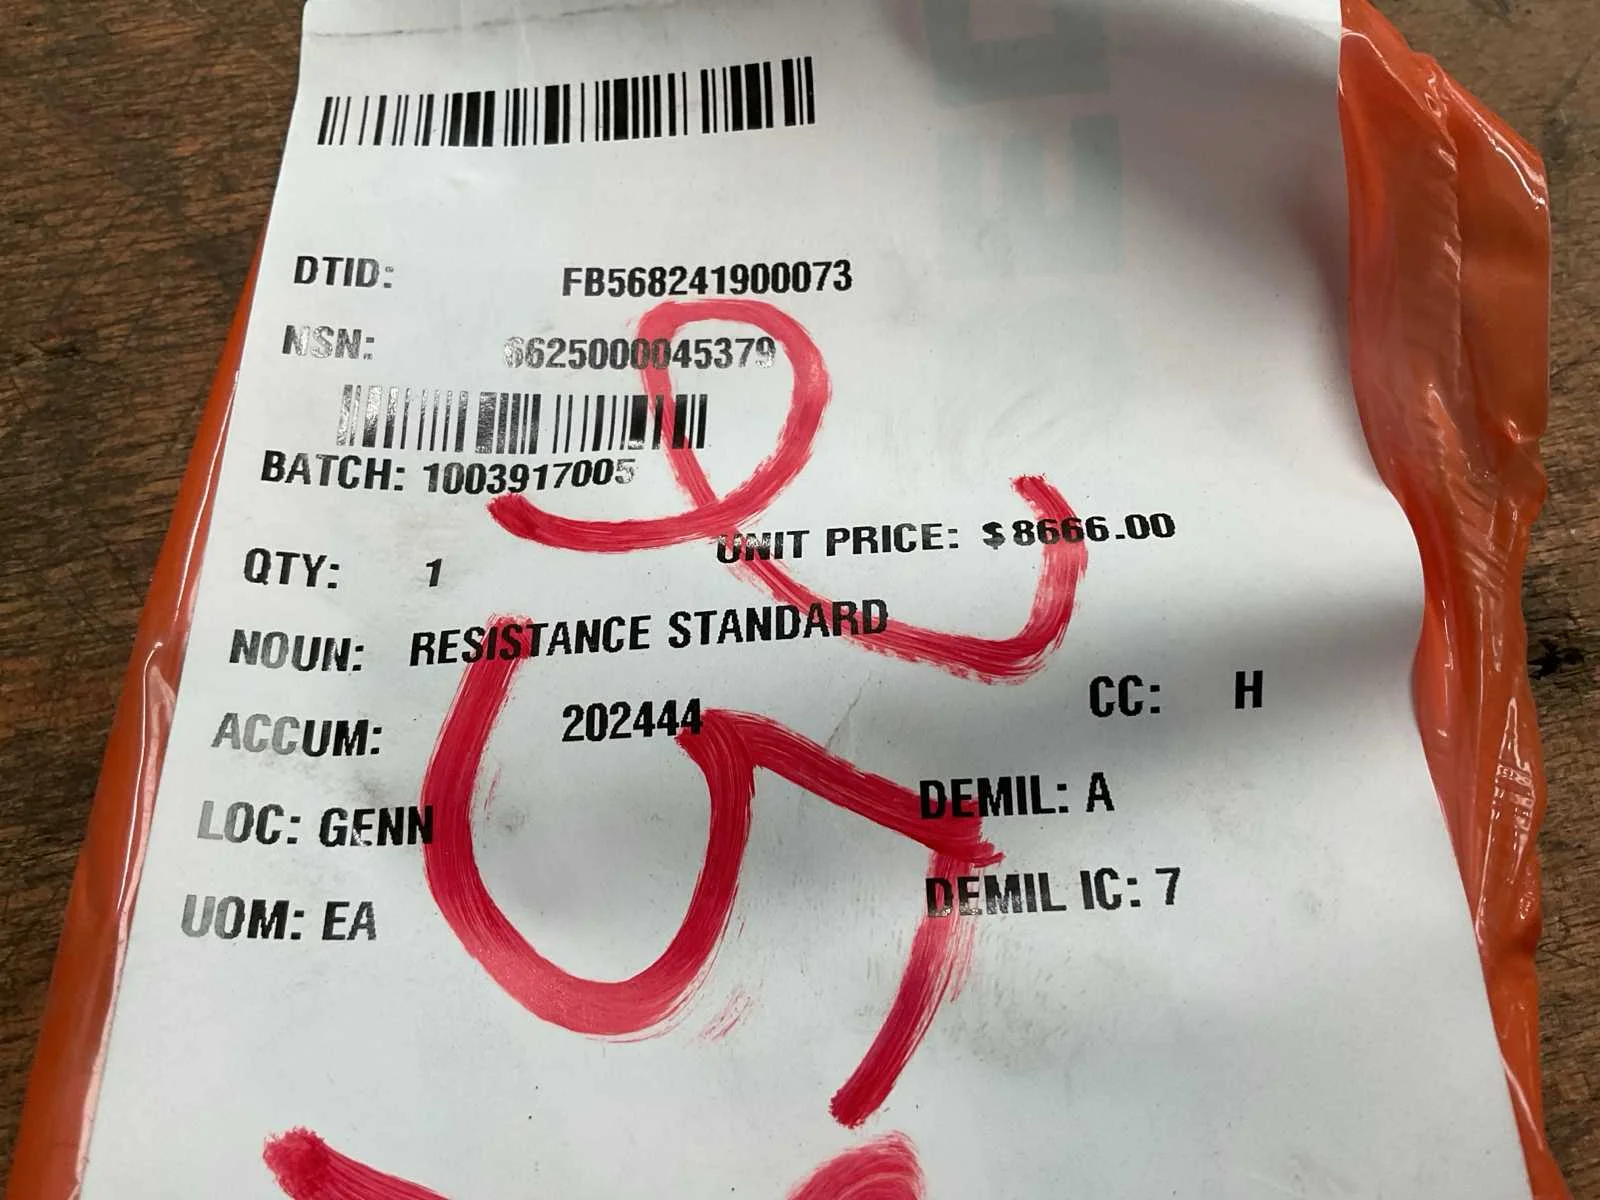 DTID: FB568241900073
NSN: 6625000045379
BATCH: 1003917005
QTY: 1 UNIT PRICE: $8666.00
NOUN: RESISTANCE STANDARD
ACCUM: 202444 CC: H
LOC: GENN DEMIL: A
UOM: EA DEMIL IC: 7